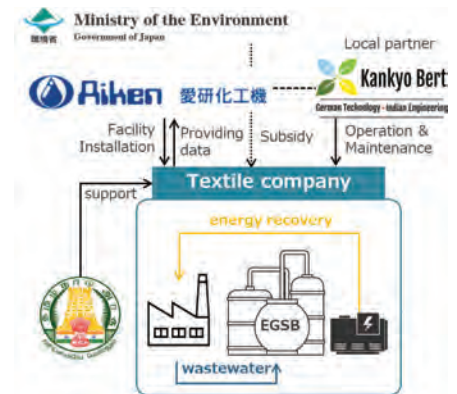 Ministry of the Environment
環境省
Government of Japan
Local partner
Aiken 愛研化工機
Kankyo Bert
German Technology - Indian Engineering
Facility Installation
Providing data
Subsidy
Operation & Maintenance
support
Textile company
energy recovery
EGSB
wastewater